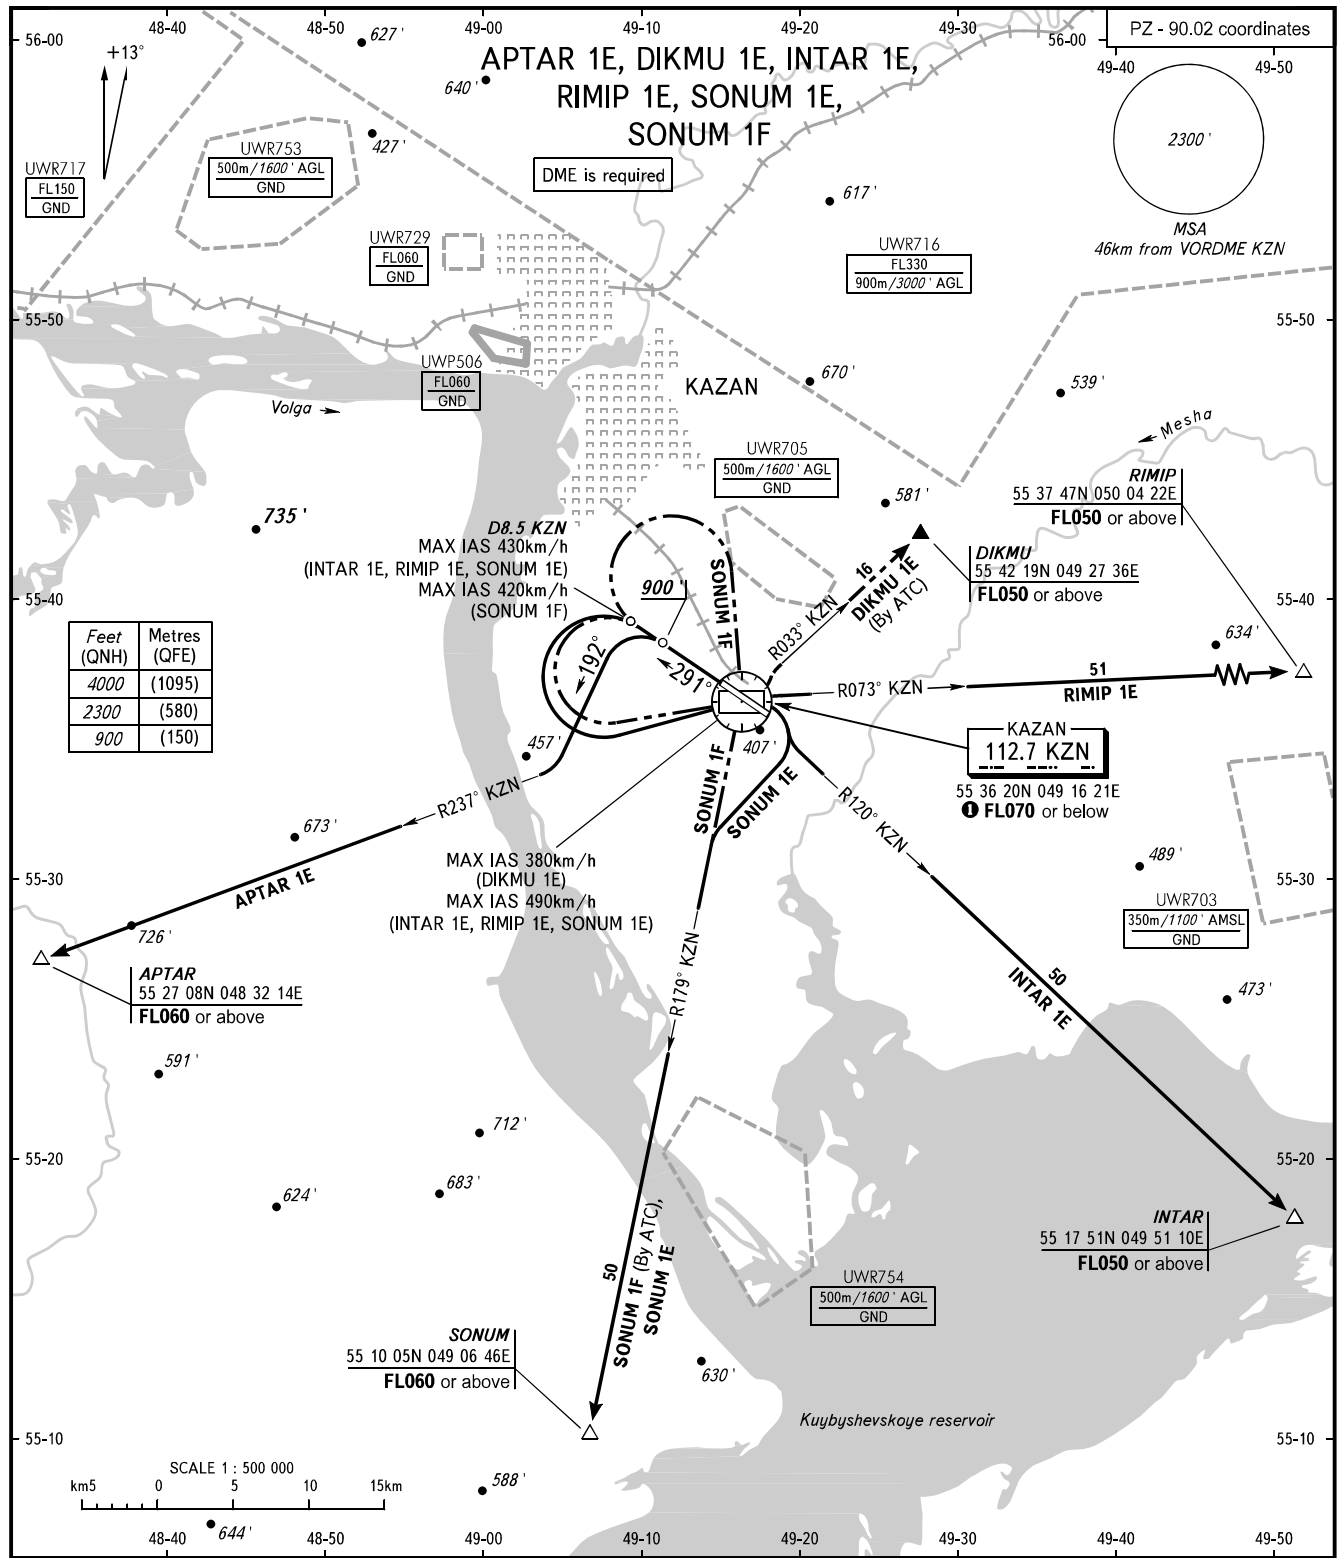 48-40
48-50
49-00
49-10
49-20
49-30
56-00
56-00
PZ - 90.02 coordinates
49-40
49-50
+13°
627'
640'
427'
617'
APTAR 1E, DIKMU 1E, INTAR 1E,
RIMIP 1E, SONUM 1E,
SONUM 1F
DME is required
2300'
MSA
46km from VORDME KZN
UWR717
FL150
GND
UWR753
500m/1600' AGL
GND
UWR729
FL060
GND
UWR716
FL330
900m/3000' AGL
55-50
55-50
UWP506
FL060
GND
KAZAN
670'
539'
Volga
Mesha
UWR705
500m/1600' AGL
GND
581'
RIMIP
55 37 47N 050 04 22E
FL050 or above
735'
D8.5 KZN
MAX IAS 430km/h
(INTAR 1E, RIMIP 1E, SONUM 1E)
MAX IAS 420km/h
(SONUM 1F)
900'
SONUM 1F
16
DIKMU 1E
(By ATC)
R033° KZN
DIKMU
55 42 19N 049 27 36E
FL050 or above
55-40
55-40
634'
Feet
(QNH)
Metres
(QFE)
4000 (1095)
2300 (580)
900 (150)
192°
291°
R073° KZN
51
RIMIP 1E
457'
407'
KAZAN
112.7 KZN
55 36 20N 049 16 21E
1 FL070 or below
SONUM 1F
SONUM 1E
R237° KZN
R120° KZN
673'
APTAR 1E
726'
MAX IAS 380km/h
(DIKMU 1E)
MAX IAS 490km/h
(INTAR 1E, RIMIP 1E, SONUM 1E)
489'
55-30
55-30
UWR703
350m/1100' AMSL
GND
R179° KZN
50
INTAR 1E
APTAR
55 27 08N 048 32 14E
FL060 or above
473'
591'
712'
683'
624'
55-20
55-20
INTAR
55 17 51N 049 51 10E
FL050 or above
50
SONUM 1F (By ATC),
SONUM 1E
UWR754
500m/1600' AGL
GND
SONUM
55 10 05N 049 06 46E
FL060 or above
630'
Kuybyshevskoye reservoir
55-10
55-10
SCALE 1 : 500 000
km5 0 5 10 15km
588'
644'
48-40
48-50
49-00
49-10
49-20
49-30
49-40
49-50